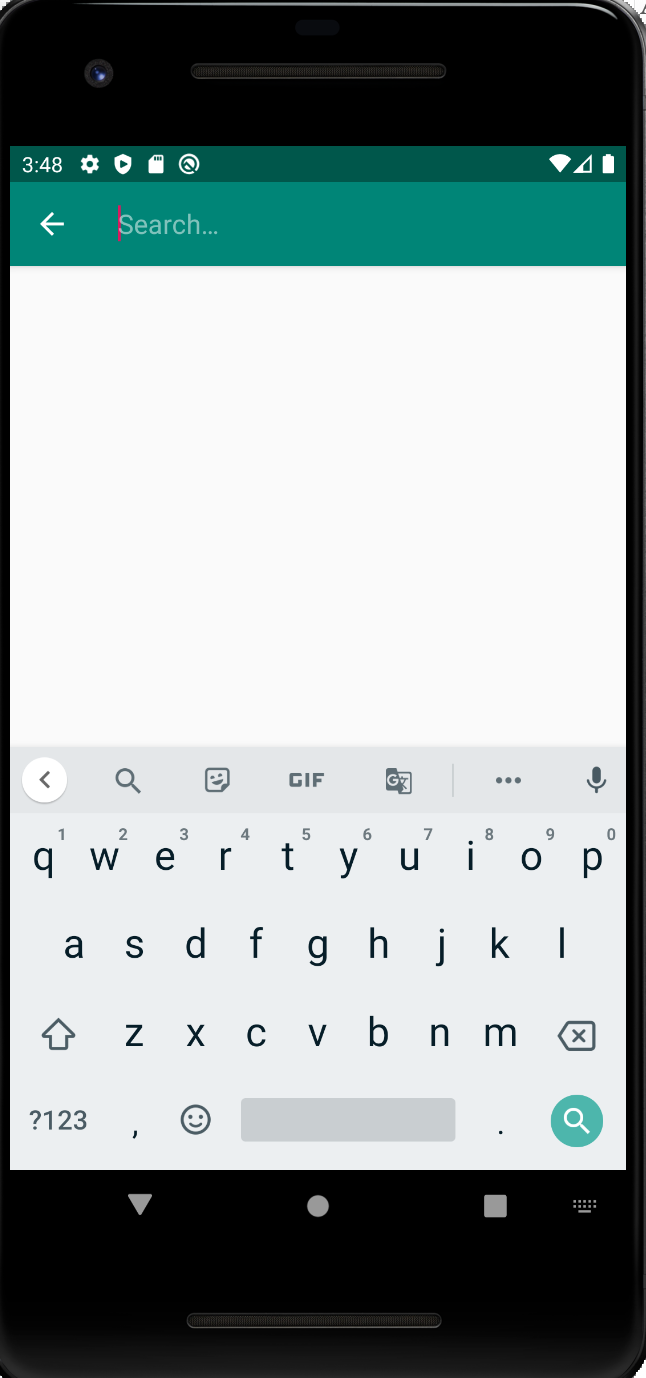 3:48
Search...
GIF
G
q 1 w 2 e 3 r 4 t 5 y 6 u 7 i 8 o 9 p 0
a s d f g h j k l
z x c v b n m
?123 , .